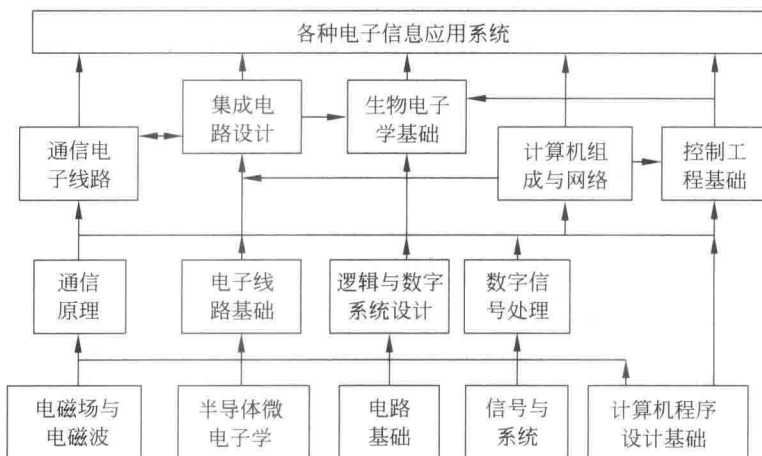 各种电子信息应用系统
集成电
路设计
生物电子
学基础
通信电
子线路
计算机组
成与网络
控制工
程基础
通信
原理
电子线
路基础
逻辑与数字
系统设计
数字信
号处理
电磁场与
电磁波
半导体微
电子学
电路
基础
信号与
系统
计算机程序
设计基础